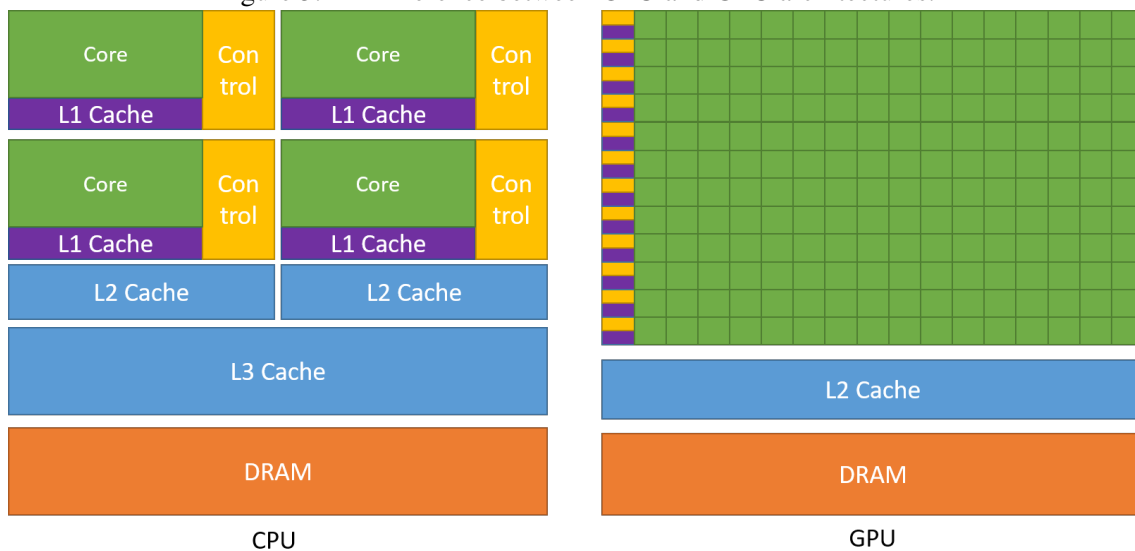 between
Core
Con
trol
Core
Con
trol
L1 Cache
L1 Cache
Core
Con
trol
Core
Con
trol
L1 Cache
L1 Cache
L2 Cache
L2 Cache
L3 Cache
L2 Cache
DRAM
DRAM
CPU
GPU